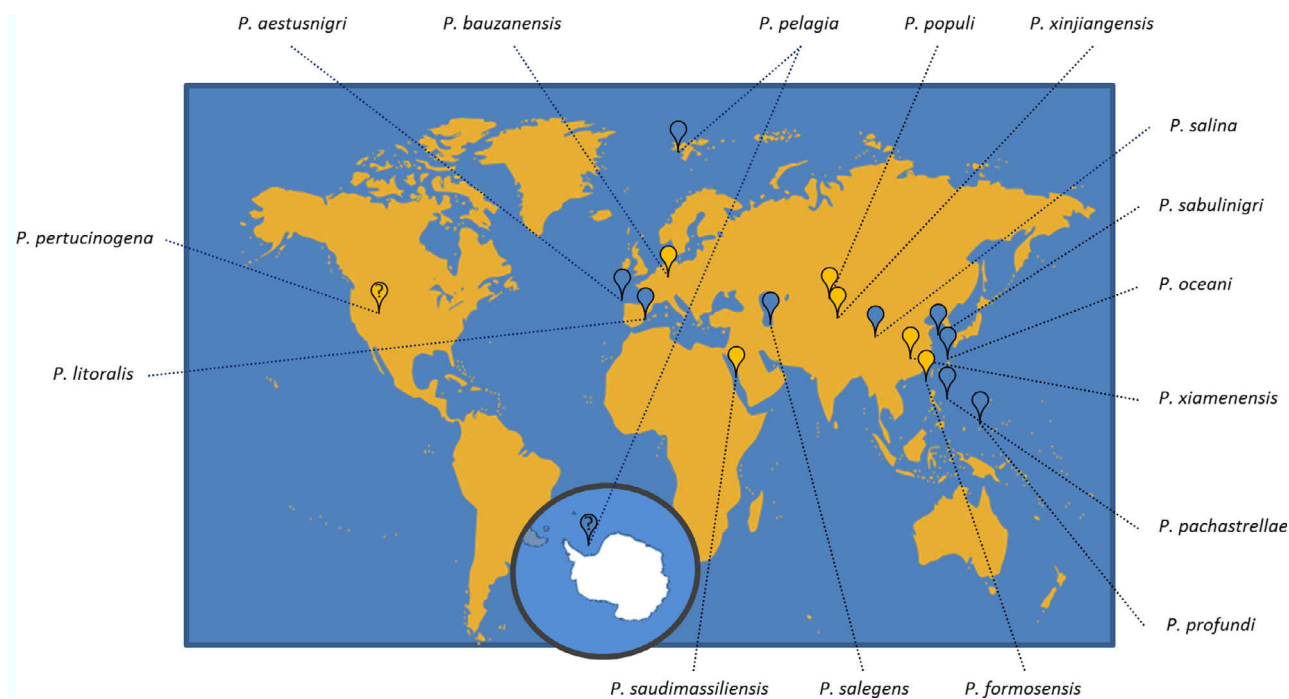 P. aestusnigri
P. bauzanensis
P. pelagia
P. populi
P. xinjiangensis
P. salina
P. sabulinigri
P. pertucinogena
P. oceani
?
P. litoralis
P. xiamenensis
?
P. pachastrellae
P. profundi
P. saudimassiliensis
P. salegens
P. formosensis